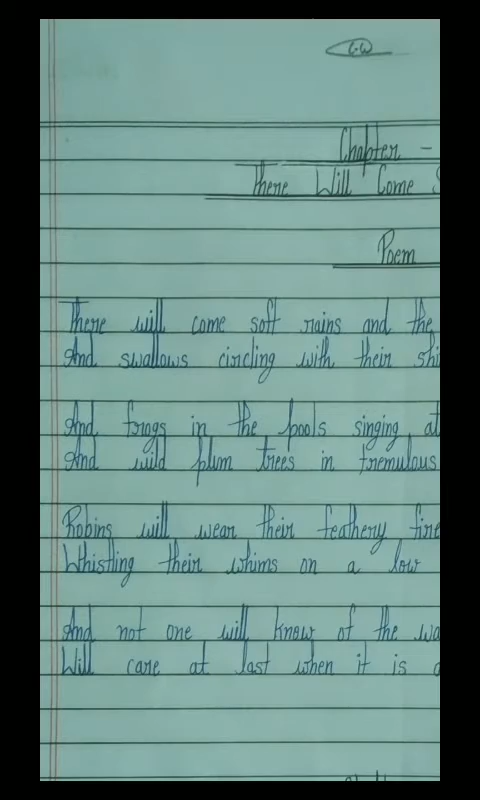 C.W
Chapter -
There Will Come
Poem
There will come soft rains and the
And swallows circling with their shi
And frogs in the pools singing at
And wild plum trees in tremulous
Robins will wear their feathery fire
Whistling their whims on a low
And not one will know of the wa
Will care at last when it is